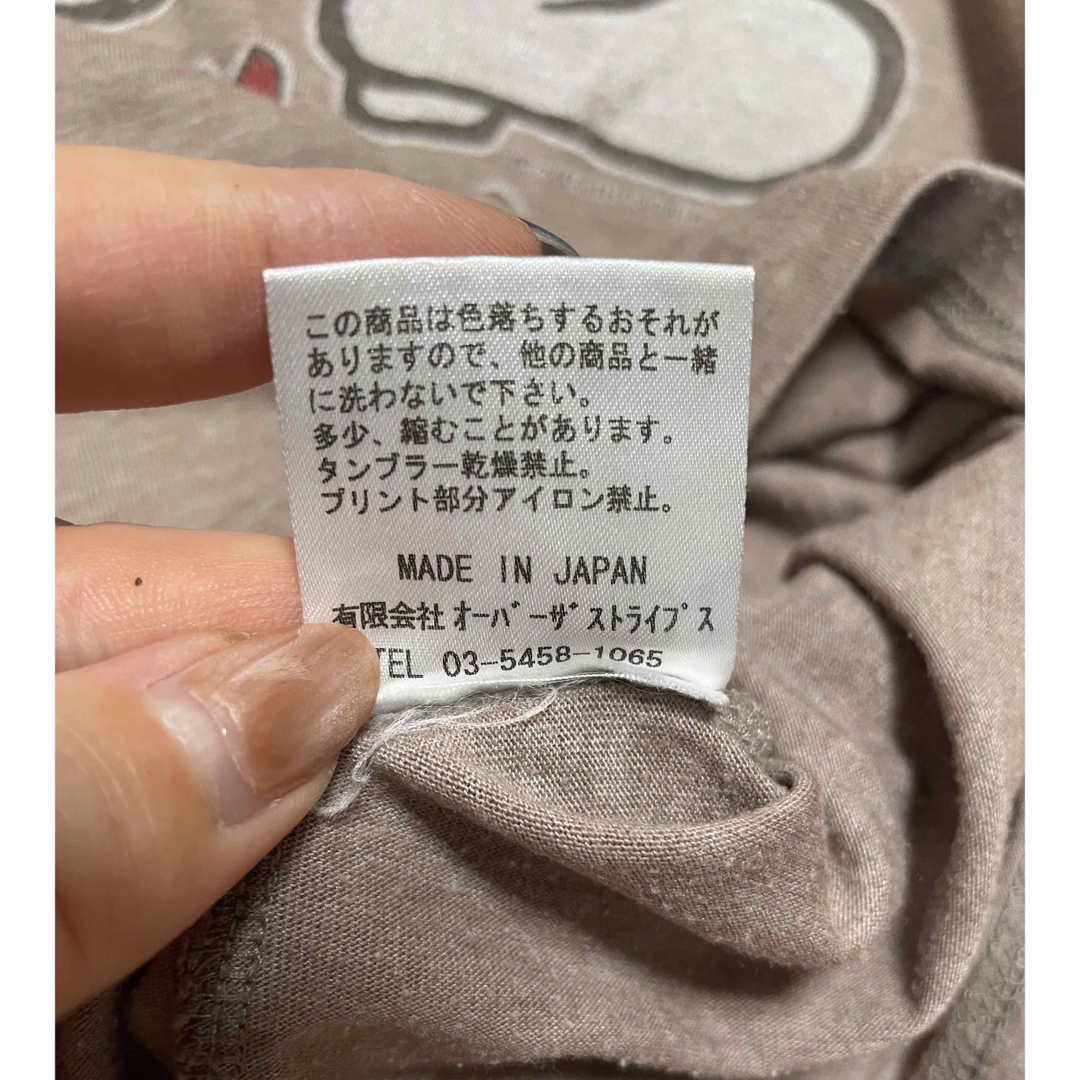 この商品は色落ちするおそれが
ありますので、他の商品と一緒
に洗わないで下さい。
多少、縮むことがあります。
タンブラー乾燥禁止。
プリント部分アイロン禁止。
MADE IN JAPAN
有限会社 オーバーザストライプス
TEL 03-5458-1065